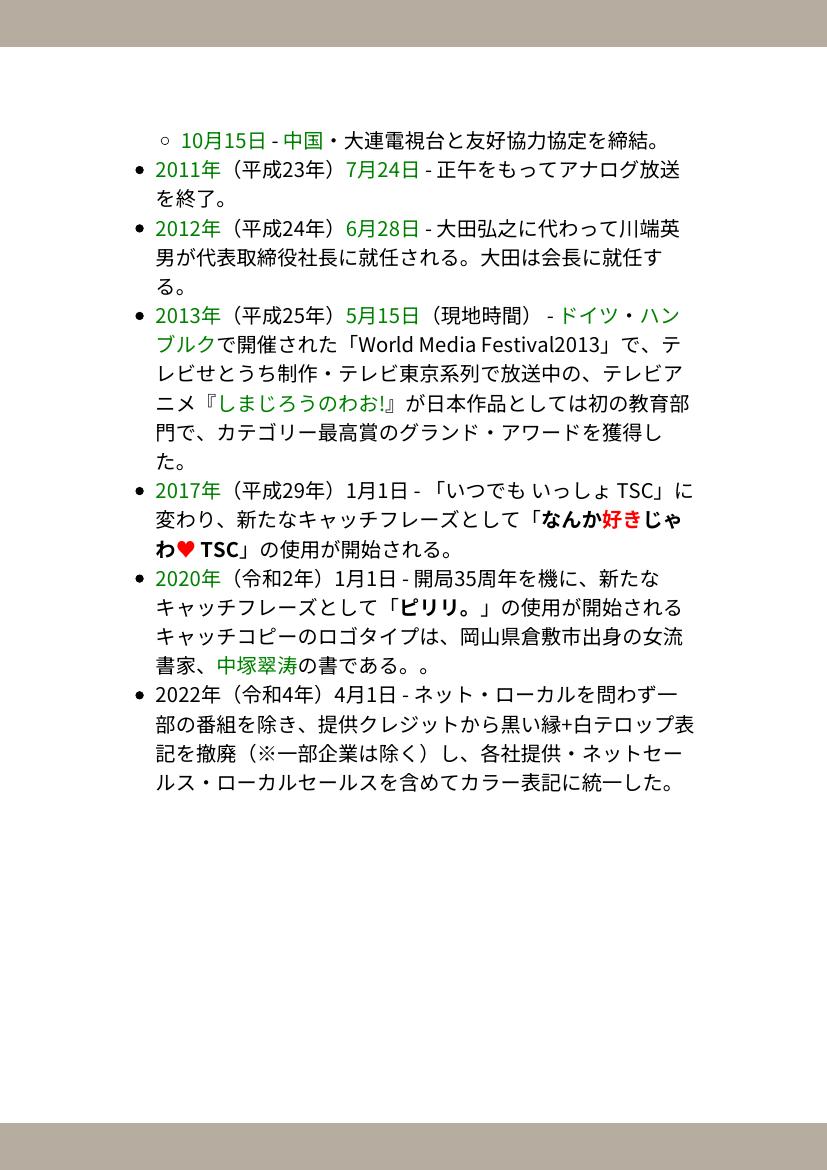 10月15日 - 中国・大連電視台と友好協力協定を締結。
2011年（平成23年）7月24日 - 正午をもってアナログ放送
を終了。
2012年（平成24年）6月28日 - 大田弘之に代わって川端英
男が代表取締役社長に就任される。大田は会長に就任す
る。
2013年（平成25年）5月15日（現地時間） - ドイツ・ハン
ブルクで開催された「World Media Festival2013」で、テ
レビせとうち制作・テレビ東京系列で放送中の、テレビア
ニメ『しまじろうのわお!』が日本作品としては初の教育部
門で、カテゴリー最高賞のグランド・アワードを獲得し
た。
2017年（平成29年）1月1日 - 「いつでも いっしょ TSC」に
変わり、新たなキャッチフレーズとして「なんか好きじゃ
わ♥ TSC」の使用が開始される。
2020年（令和2年）1月1日 - 開局35周年を機に、新たな
キャッチフレーズとして「ピリリ。」の使用が開始される
キャッチコピーのロゴタイプは、岡山県倉敷市出身の女流
書家、中塚翠涛の書である。。
2022年（令和4年）4月1日 - ネット・ローカルを問わず一
部の番組を除き、提供クレジットから黒い縁+白テロップ表
記を撤廃（※一部企業は除く）し、各社提供・ネットセー
ルス・ローカルセールスを含めてカラー表記に統一した。